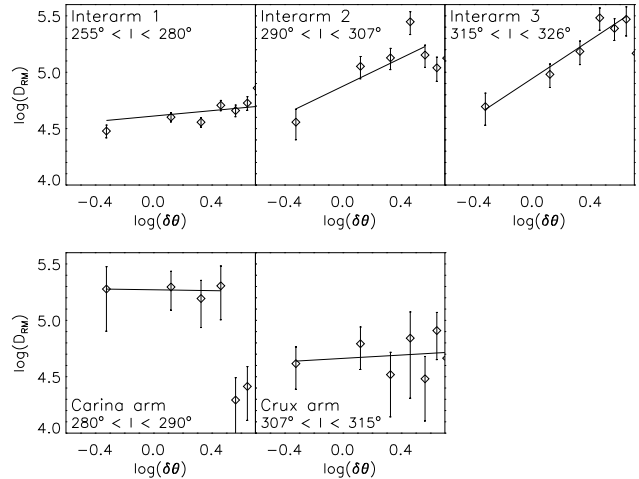 Interarm 1
255° < l < 280°
Interarm 2
290° < l < 307°
Interarm 3
315° < l < 326°
5.5
5.0
4.5
4.0
log(D_RM)
−0.4 0.0 0.4
log(δθ)
−0.4 0.0 0.4
log(δθ)
−0.4 0.0 0.4
log(δθ)
5.5
5.0
4.5
4.0
log(D_RM)
Carina arm
280° < l < 290°
Crux arm
307° < l < 315°
−0.4 0.0 0.4
log(δθ)
−0.4 0.0 0.4
log(δθ)